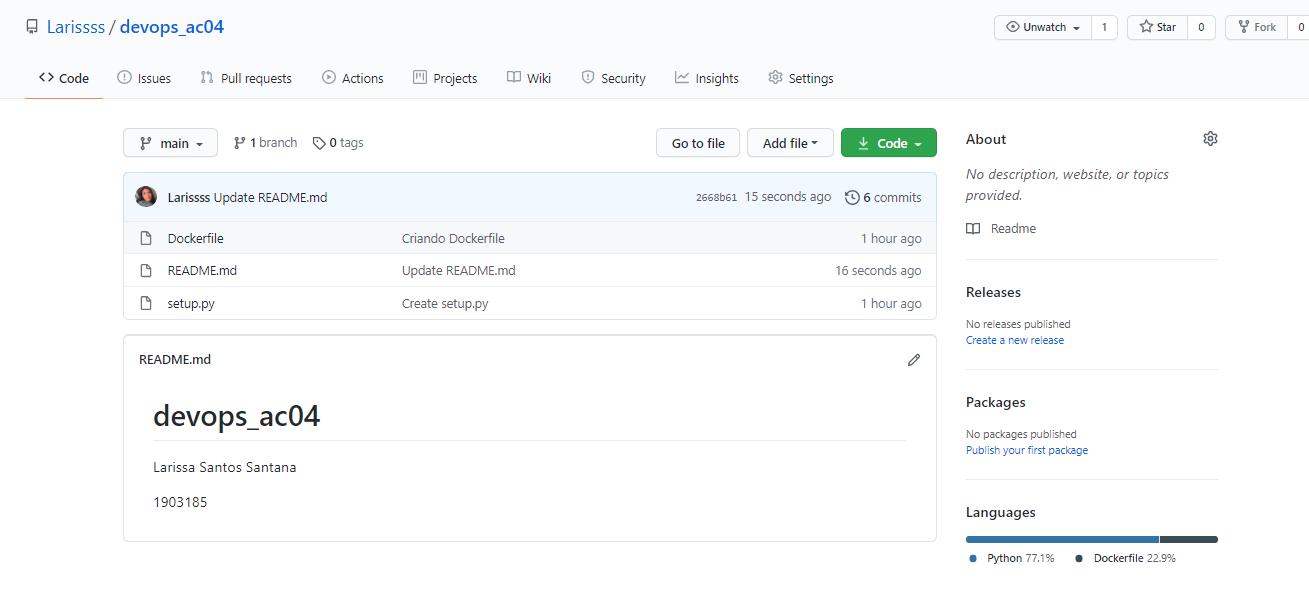 Larissss / devops_ac04
Unwatch 1 Star 0 Fork 0
Code Issues Pull requests Actions Projects Wiki Security Insights Settings
main 1 branch 0 tags Go to file Add file Code
Larissss Update README.md 2668b61 15 seconds ago 6 commits
Dockerfile Criando Dockerfile 1 hour ago
README.md Update README.md 16 seconds ago
setup.py Create setup.py 1 hour ago
README.md
devops_ac04
Larissa Santos Santana
1903185
About
No description, website, or topics
provided.
Readme
Releases
No releases published
Create a new release
Packages
No packages published
Publish your first package
Languages
Python 77.1% Dockerfile 22.9%